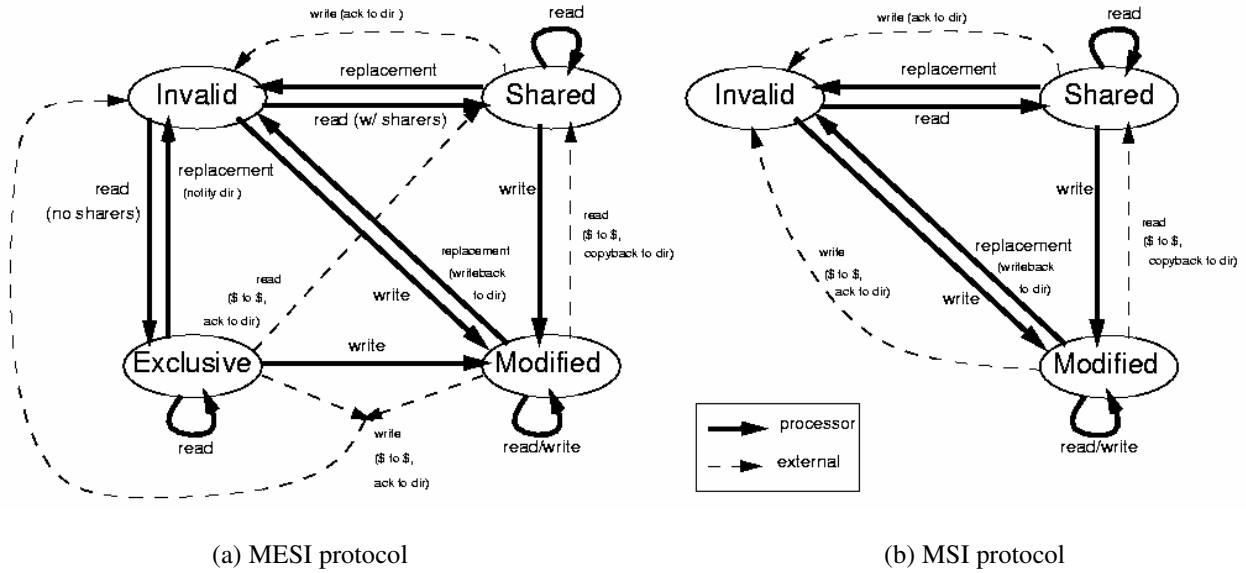 write (ack to dir )
read
replacement
Invalid
Shared
read (w/ sharers)
read
(no sharers)
replacement
(notify dir )
write
read
($ to $,
copyback to dir)
replacement
(writeback
to dir)
read
($ to $,
ack to dir)
write
write
Exclusive
Modified
read
write
($ to $,
ack to dir)
read/write
(a) MESI protocol
write (ack to dir)
read
replacement
Invalid
Shared
read
write
read
($ to $,
copyback to dir)
write
($ to $,
ack to dir)
replacement
(writeback
to dir)
write
Modified
read/write
processor
external
(b) MSI protocol